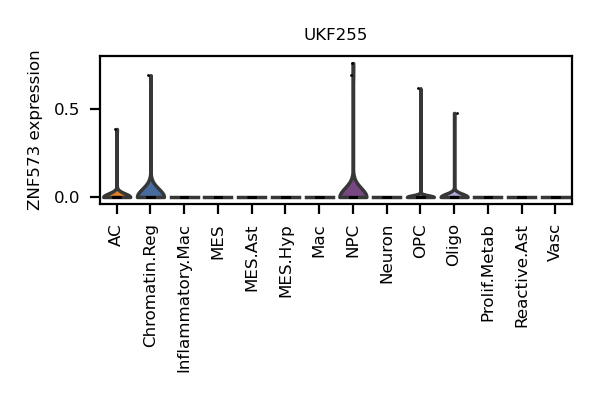 UKF255
ZNF573 expression
0.5
0.0
AC
Chromatin.Reg
Inflammatory.Mac
MES
MES.Ast
MES.Hyp
Mac
NPC
Neuron
OPC
Oligo
Prolif.Metab
Reactive.Ast
Vasc